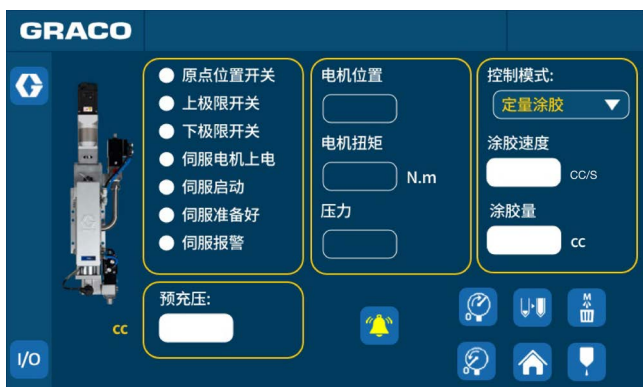 GRACO
原点位置开关
上极限开关
下极限开关
伺服电机上电
伺服启动
伺服准备好
伺服报警
cc
电机位置
电机扭矩
N.m
压力
控制模式:
定量涂胶
涂胶速度
CC/S
涂胶量
cc
预充压:
I/O
0
M
0